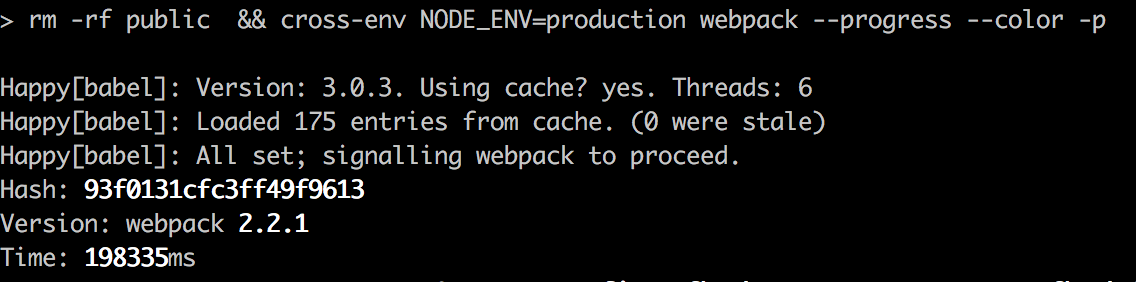 > rm -rf public  && cross-env NODE_ENV=production webpack --progress --color -p
Happy[babel]: Version: 3.0.3. Using cache? yes. Threads: 6
Happy[babel]: Loaded 175 entries from cache. (0 were stale)
Happy[babel]: All set; signalling webpack to proceed.
Hash: 93f0131cfc3ff49f9613
Version: webpack 2.2.1
Time: 198335ms